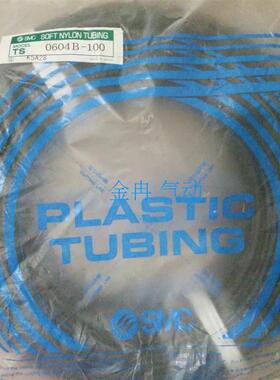 SMC SOFT NYLON TUBING
MODEL
TS 0604B-100
金冉 气动
PLASTIC
TUBING
SMC